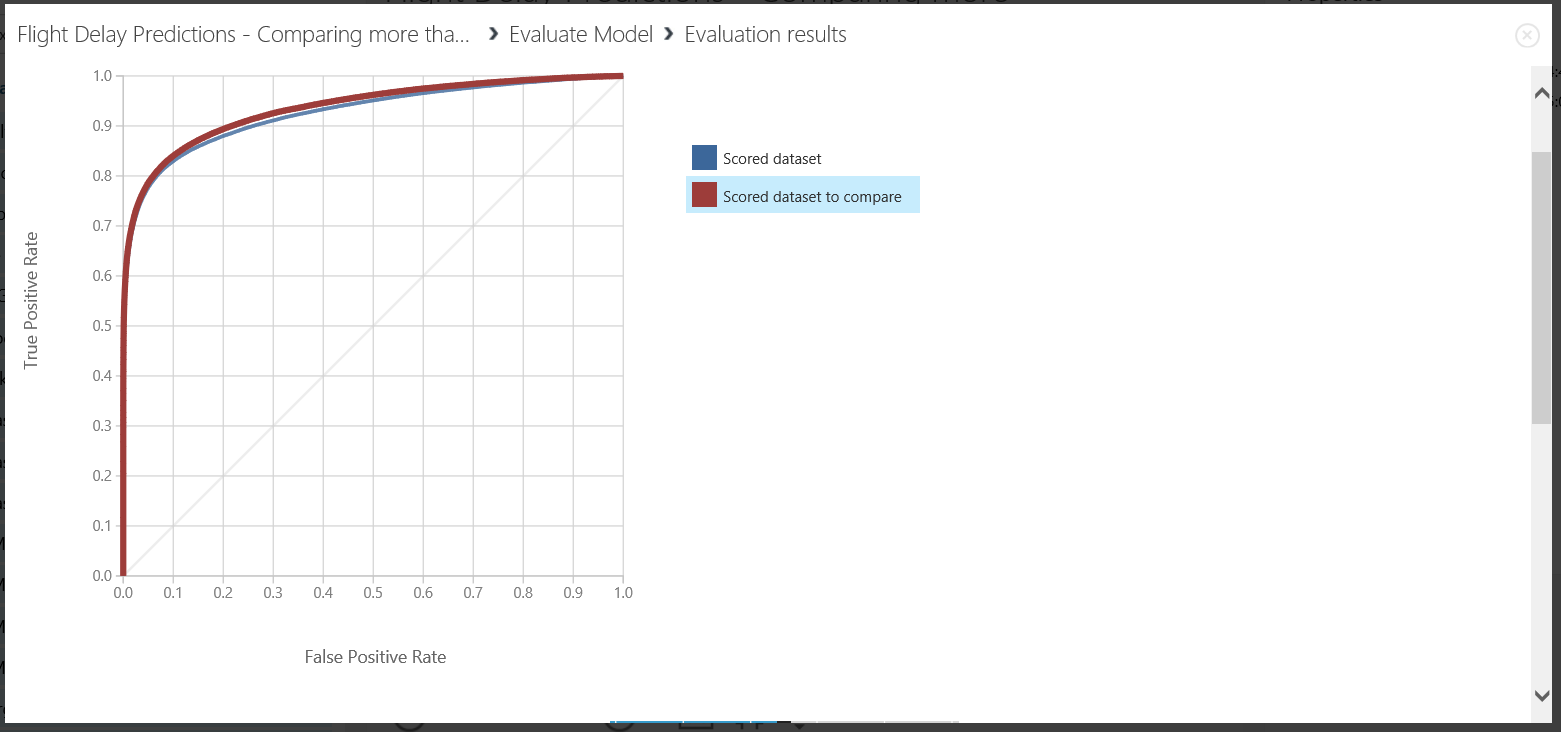 Flight Delay Predictions - Comparing more tha... › Evaluate Model › Evaluation results
1.0
0.9
0.8
0.7
0.6
0.5
0.4
0.3
0.2
0.1
0.0
True Positive Rate
0.0 0.1 0.2 0.3 0.4 0.5 0.6 0.7 0.8 0.9 1.0
False Positive Rate
Scored dataset
Scored dataset to compare